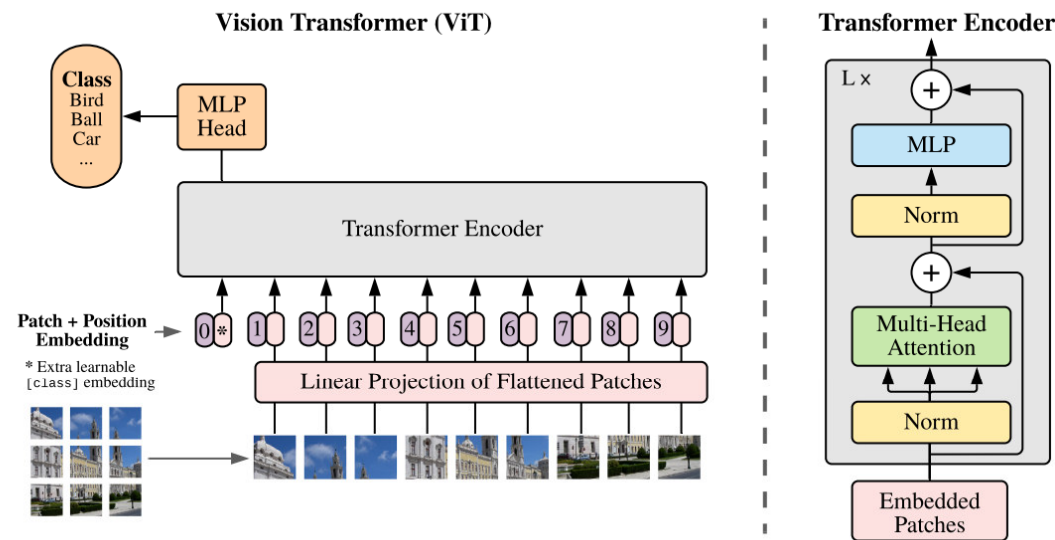 Vision Transformer (ViT)
Class
Bird
Ball
Car
...
MLP
Head
Transformer Encoder
Patch + Position
Embedding
* Extra learnable
[class] embedding
0 * 1 2 3 4 5 6 7 8 9
Linear Projection of Flattened Patches
Transformer Encoder
L ×
+
MLP
Norm
+
Multi-Head
Attention
Norm
Embedded
Patches